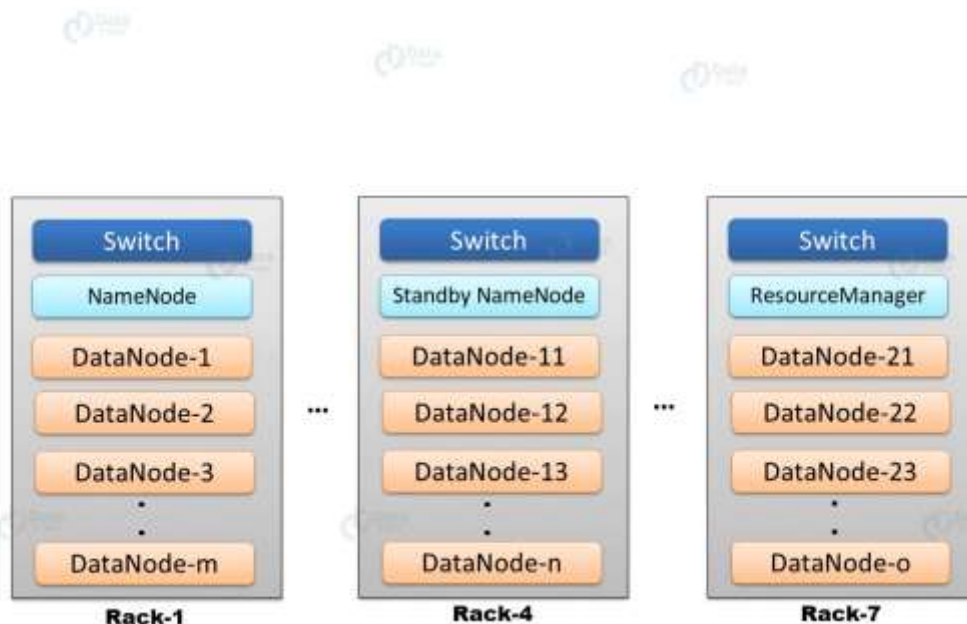 Switch
NameNode
DataNode-1
DataNode-2
DataNode-3
DataNode-m
Rack-1
...
Switch
Standby NameNode
DataNode-11
DataNode-12
DataNode-13
DataNode-n
Rack-4
...
Switch
ResourceManager
DataNode-21
DataNode-22
DataNode-23
DataNode-o
Rack-7